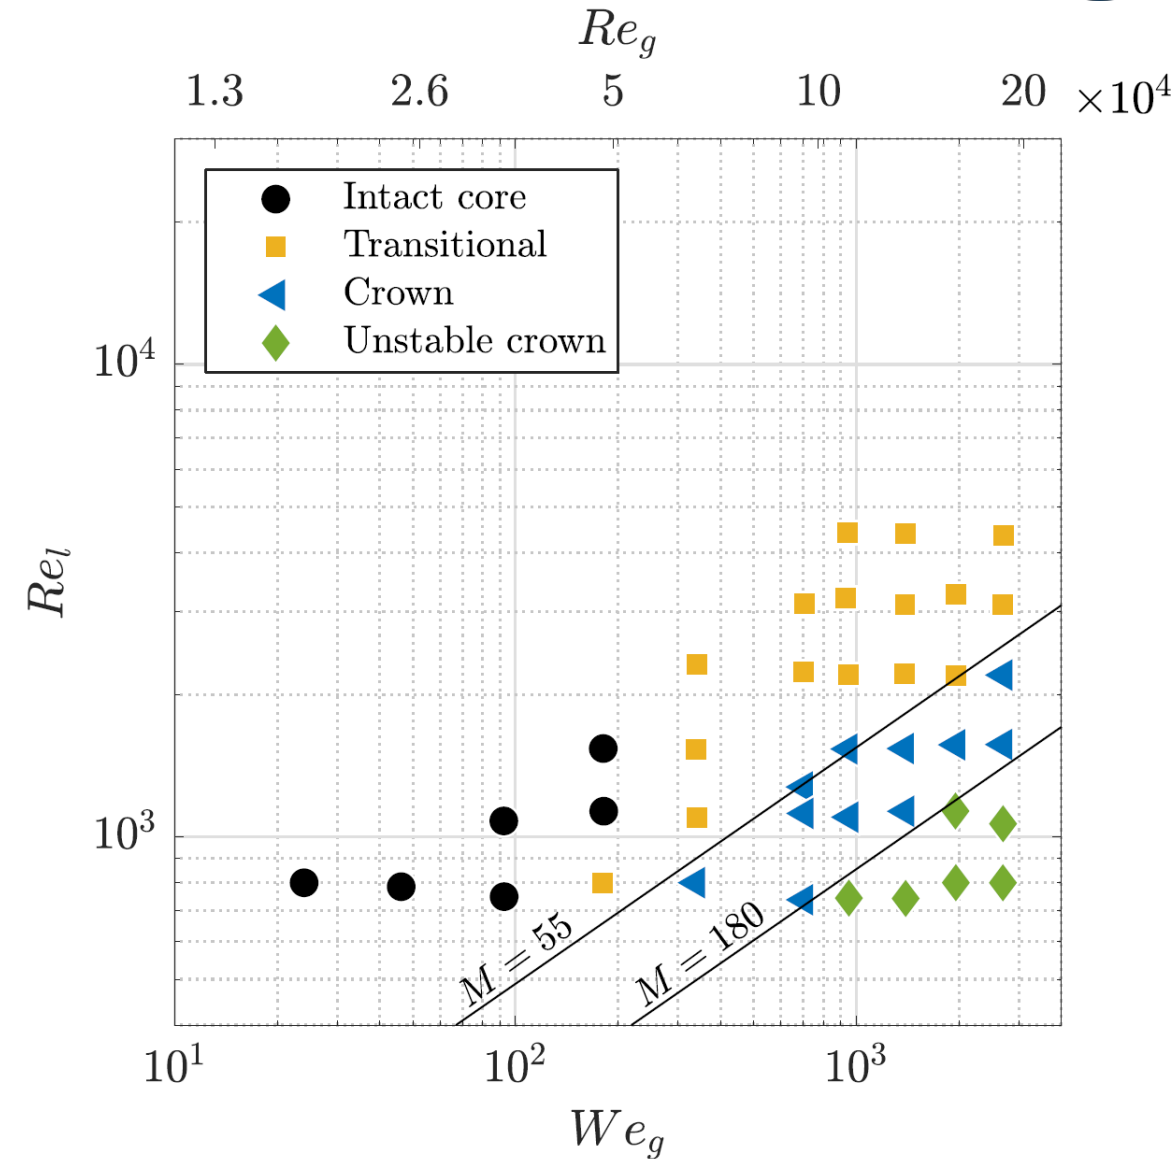 Re_g
1.3 2.6 5 10 20 ×10^4
Intact core
Transitional
Crown
Unstable crown
10^4
Re_l
10^3
M = 55
M = 180
10^1 10^2 10^3
We_g